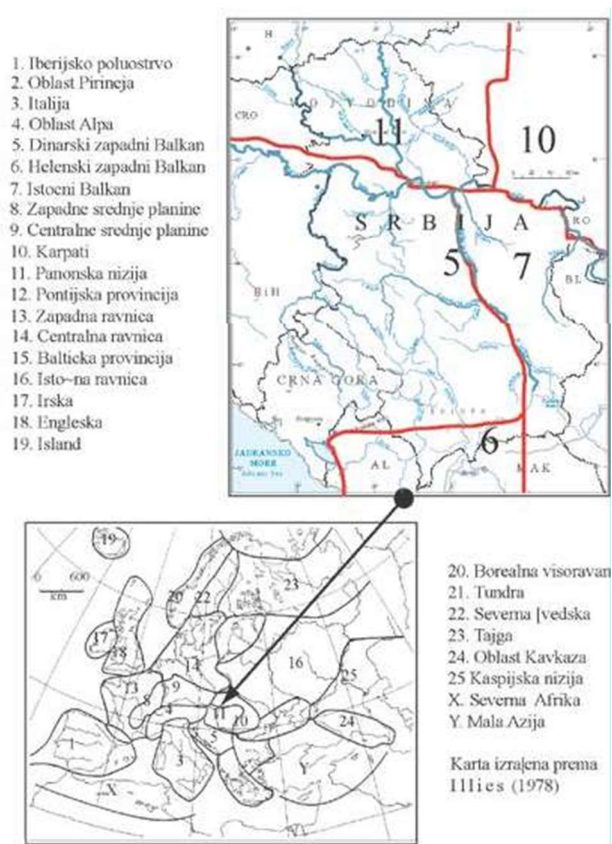 1. Iberijsko poluostrvo
2. Oblast Pirineja
3. Italija
4. Oblast Alpa
5. Dinarski zapadni Balkan
6. Helenski zapadni Balkan
7. Istocni Balkan
8. Zapadne srednje planine
9. Centralne srednje planine
10. Karpati
11. Panonska nizija
12. Pontijska provincija
13. Zapadna ravnica
14. Centralna ravnica
15. Balticka provincija
16. Isto~na ravnica
17. Irska
18. Engleska
19. Island
H
VOJVODINA
CRO
11
10
RO
SRBIJA
5
7
BL
BiH
CRNA GORA
6
JADRANSKO
MORE
AL
MAK
19
0 600
km
20
22
23
17
18
14
16
25
13
8
9
4
11
10
5
24
1
3
X
Y
20. Borealna visoravan
21. Tundra
22. Severna [vedska
23. Tajga
24. Oblast Kavkaza
25 Kaspijska nizija
X. Severna Afrika
Y. Mala Azija
Karta izra|ena prema
Illies (1978)